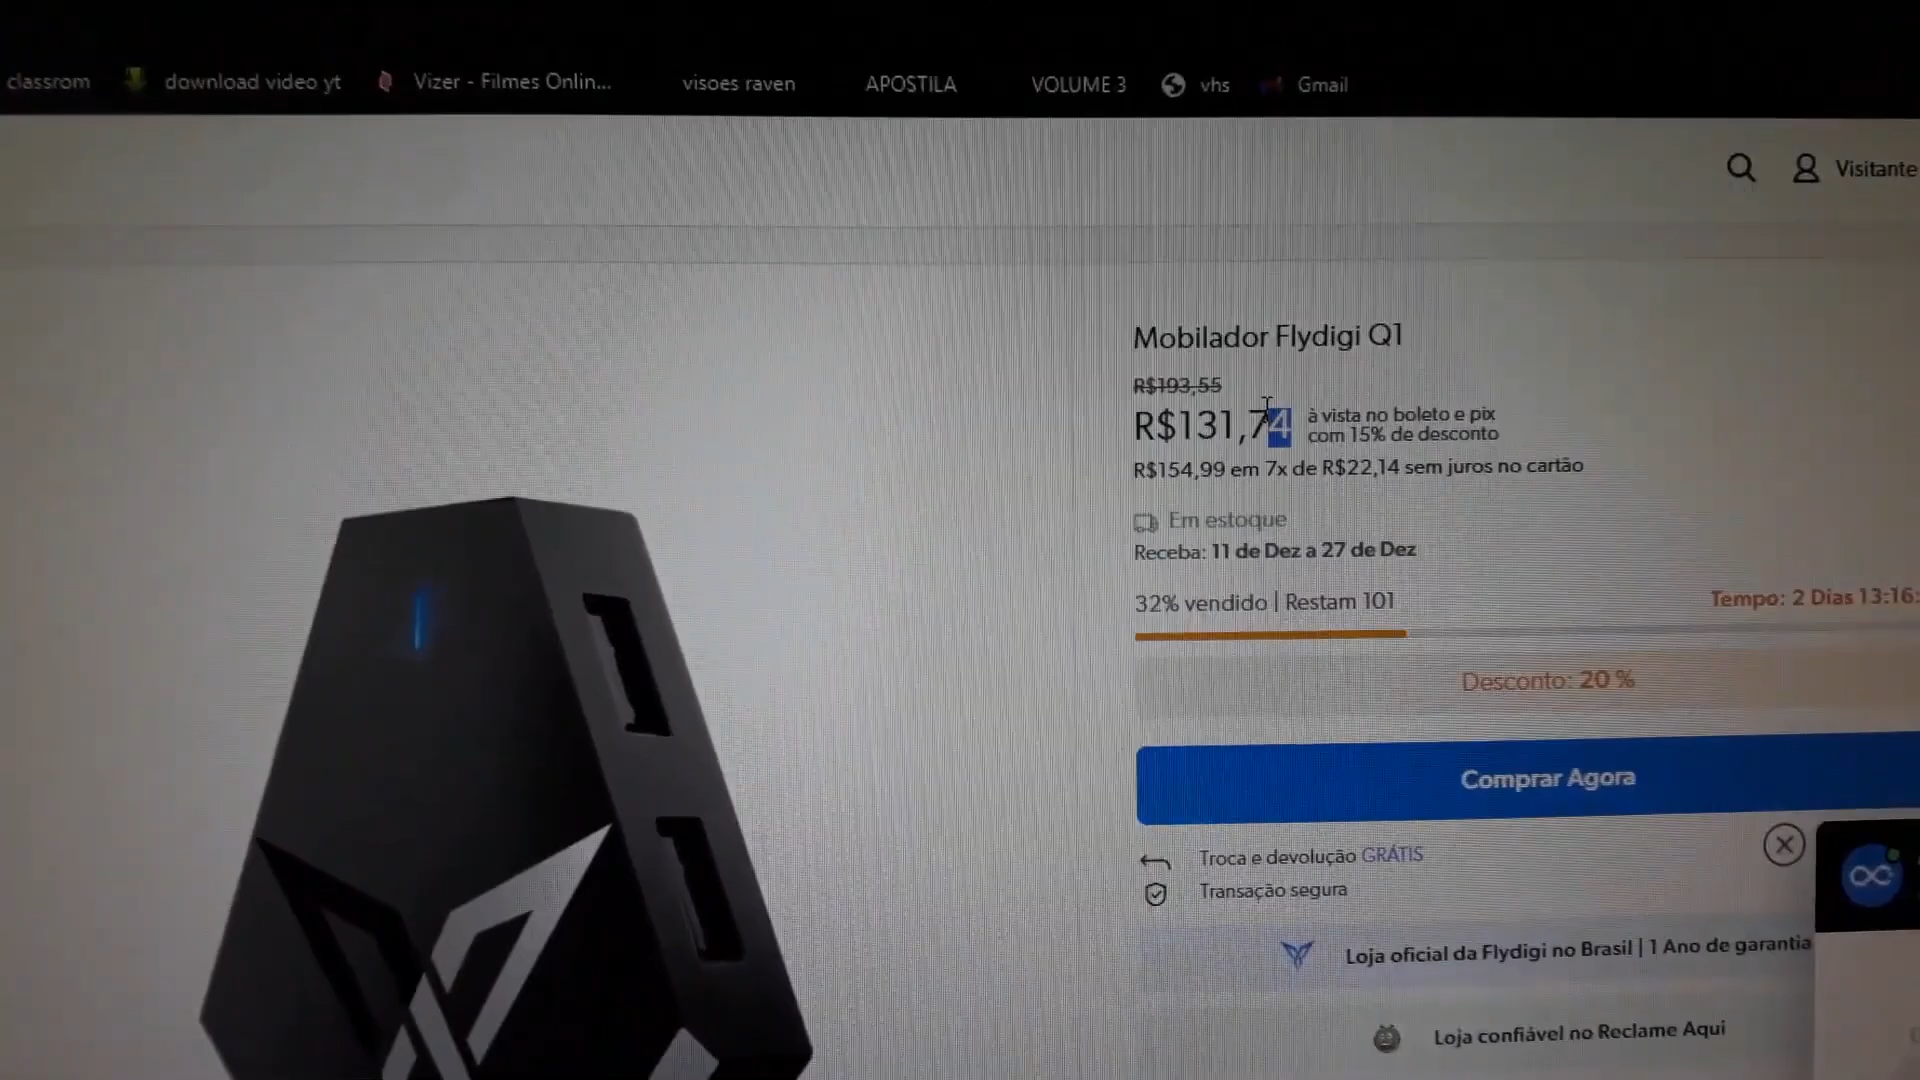 classrom download video yt Vizer - Filmes Onlin... visoes raven APOSTILA VOLUME 3 vhs Gmail
Visitante
Mobilador Flydigi Q1
R$193,55
R$131,74 à vista no boleto e pix
com 15% de desconto
R$154,99 em 7x de R$22,14 sem juros no cartão
Em estoque
Receba: 11 de Dez a 27 de Dez
32% vendido | Restam 101
Tempo: 2 Dias 13:16:
Desconto: 20 %
Comprar Agora
Troca e devolução GRÁTIS
Transação segura
Loja oficial da Flydigi no Brasil | 1 Ano de garantia
Loja confiável no Reclame Aqui